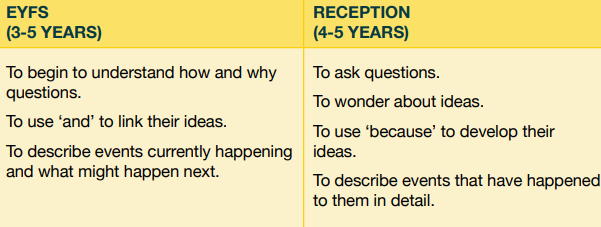 EYFS
(3-5 YEARS)
To begin to understand how and why
questions.
To use ‘and’ to link their ideas.
To describe events currently happening
and what might happen next.
RECEPTION
(4-5 YEARS)
To ask questions.
To wonder about ideas.
To use ‘because’ to develop their
ideas.
To describe events that have happened
to them in detail.